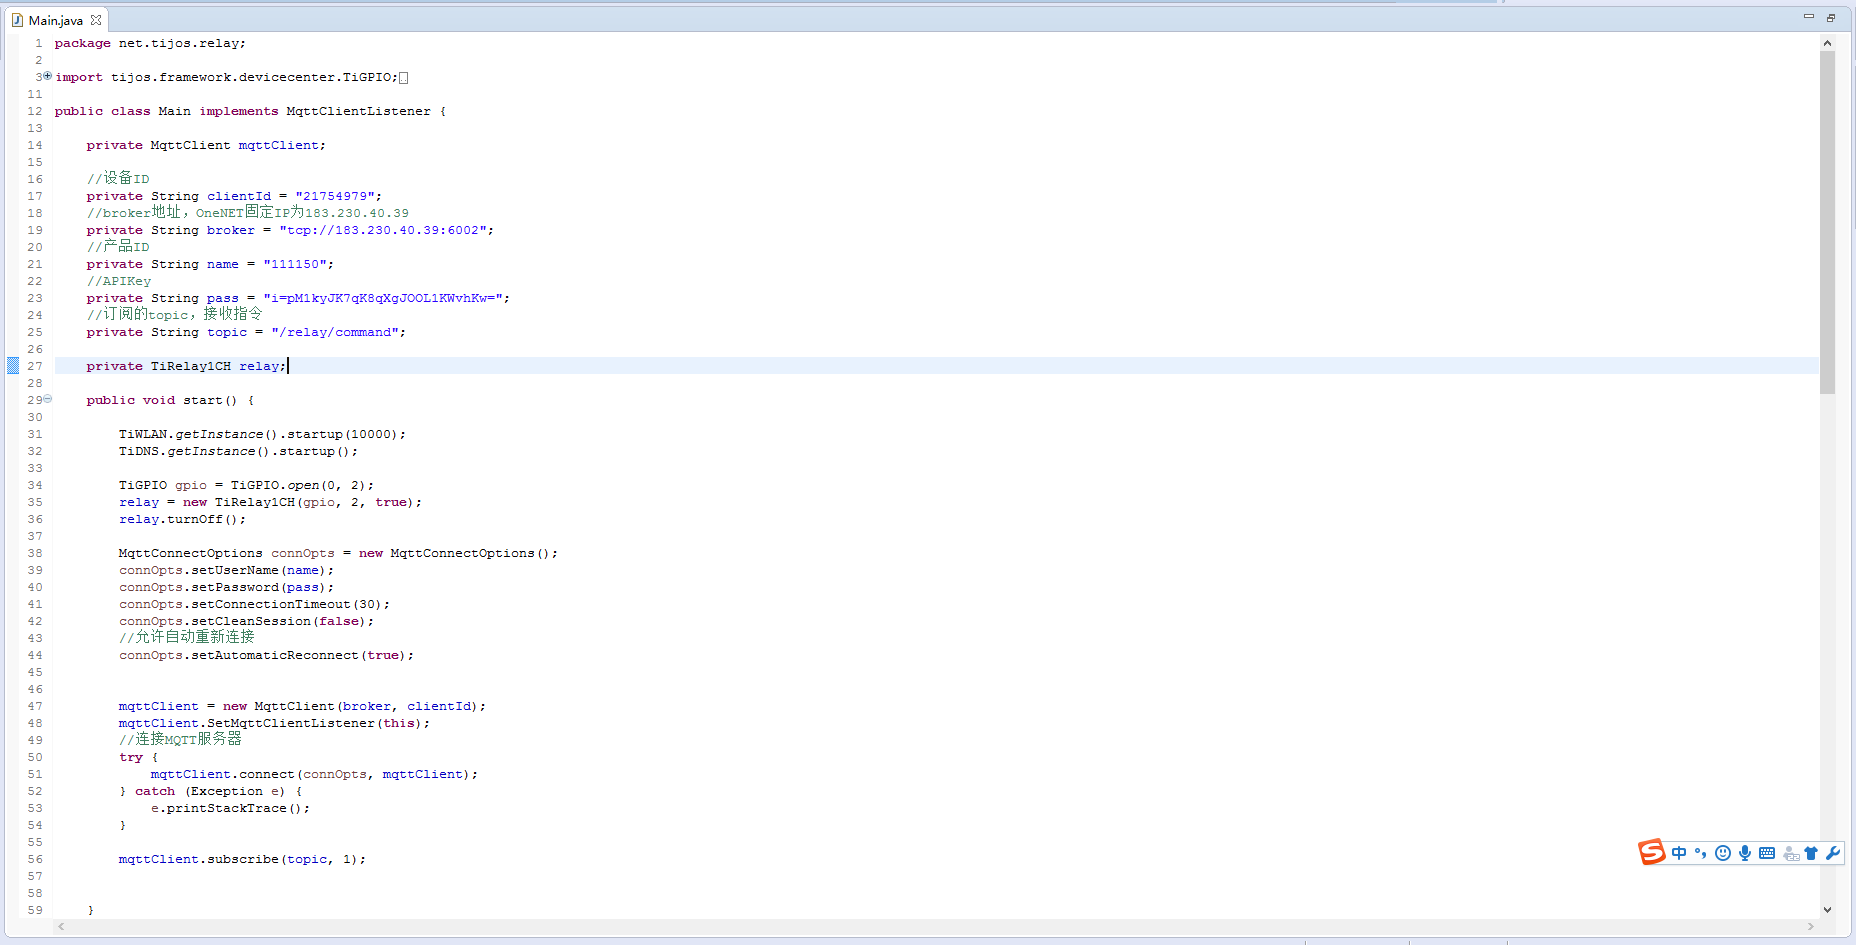 Main.java
1 package net.tijos.relay;
2
3 import tijos.framework.devicecenter.TiGPIO;
11
12 public class Main implements MqttClientListener {
13
14 private MqttClient mqttClient;
15
16 //设备ID
17 private String clientId = "21754979";
18 //broker地址，OneNET固定IP为183.230.40.39
19 private String broker = "tcp://183.230.40.39:6002";
20 //产品ID
21 private String name = "111150";
22 //APIKey
23 private String pass = "i=pM1kyJK7qK8qXgJOOL1KWvhKw=";
24 //订阅的topic，接收指令
25 private String topic = "/relay/command";
26
27 private TiRelay1CH relay;
28
29 public void start() {
30
31 TiWLAN.getInstance().startup(10000);
32 TiDNS.getInstance().startup();
33
34 TiGPIO gpio = TiGPIO.open(0, 2);
35 relay = new TiRelay1CH(gpio, 2, true);
36 relay.turnOff();
37
38 MqttConnectOptions connOpts = new MqttConnectOptions();
39 connOpts.setUserName(name);
40 connOpts.setPassword(pass);
41 connOpts.setConnectionTimeout(30);
42 connOpts.setCleanSession(false);
43 //允许自动重新连接
44 connOpts.setAutomaticReconnect(true);
45
46
47 mqttClient = new MqttClient(broker, clientId);
48 mqttClient.SetMqttClientListener(this);
49 //连接MQTT服务器
50 try {
51 mqttClient.connect(connOpts, mqttClient);
52 } catch (Exception e) {
53 e.printStackTrace();
54 }
55
56 mqttClient.subscribe(topic, 1);
57
58
59 }
S 中